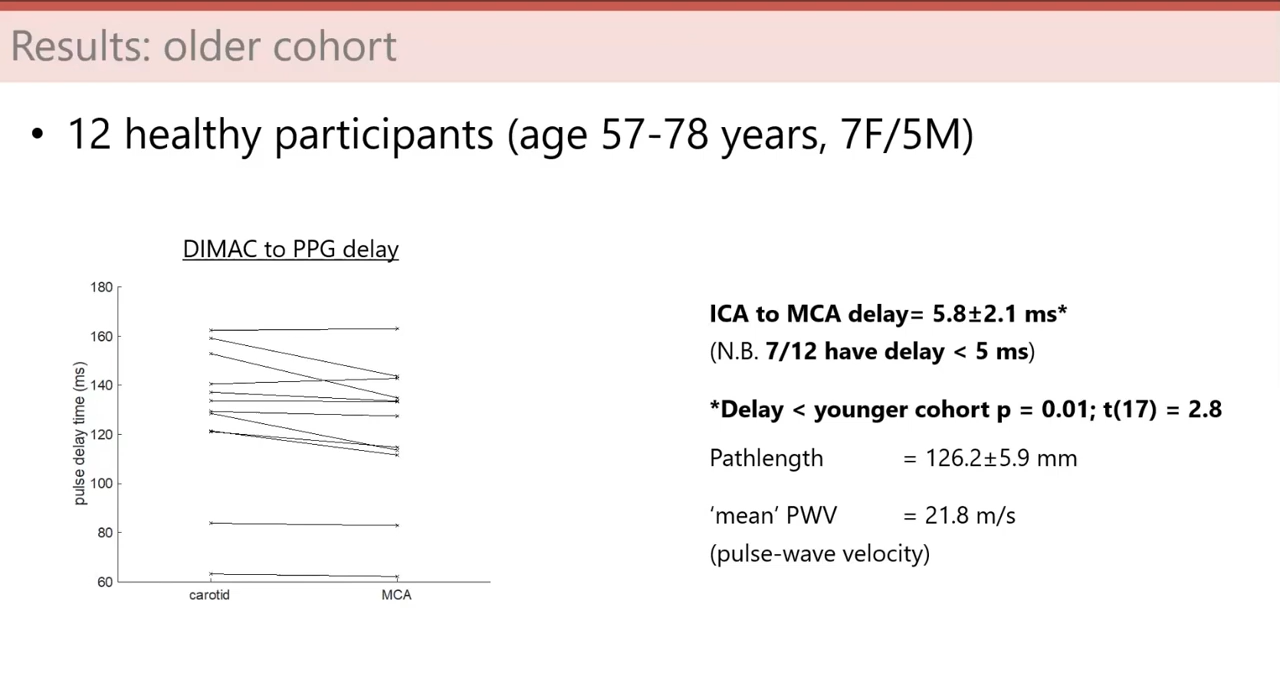 Results: older cohort
• 12 healthy participants (age 57-78 years, 7F/5M)
DIMAC to PPG delay
pulse delay time (ms)
180
160
140
120
100
80
60
carotid MCA
ICA to MCA delay= 5.8±2.1 ms*
(N.B. 7/12 have delay < 5 ms)
*Delay < younger cohort p = 0.01; t(17) = 2.8
Pathlength = 126.2±5.9 mm
‘mean’ PWV = 21.8 m/s
(pulse-wave velocity)